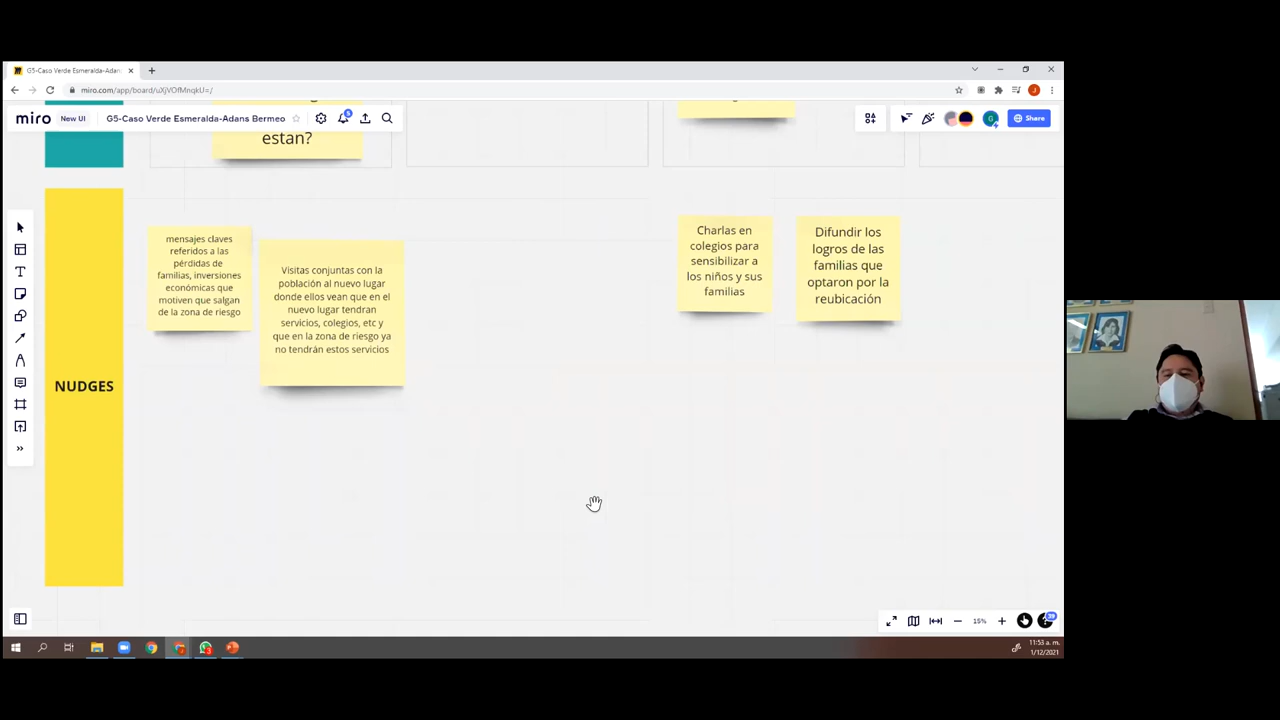 G5-Caso Verde Esmeralda-Adans
miro.com/app/board/uXjVOfMnqkU=/
miro
New UI
G5-Caso Verde Esmeralda-Adans Bermeo
5
Share
J
G
estan?
NUDGES
mensajes claves
referidos a las
pérdidas de
familias, inversiones
económicas que
motiven que salgan
de la zona de riesgo
Visitas conjuntas con la
población al nuevo lugar
donde ellos vean que en el
nuevo lugar tendran
servicios, colegios, etc y
que en la zona de riesgo ya
no tendrán estos servicios
Charlas en
colegios para
sensibilizar a
los niños y sus
familias
Difundir los
logros de las
familias que
optaron por la
reubicación
15%
11:53 a. m.
1/12/2021